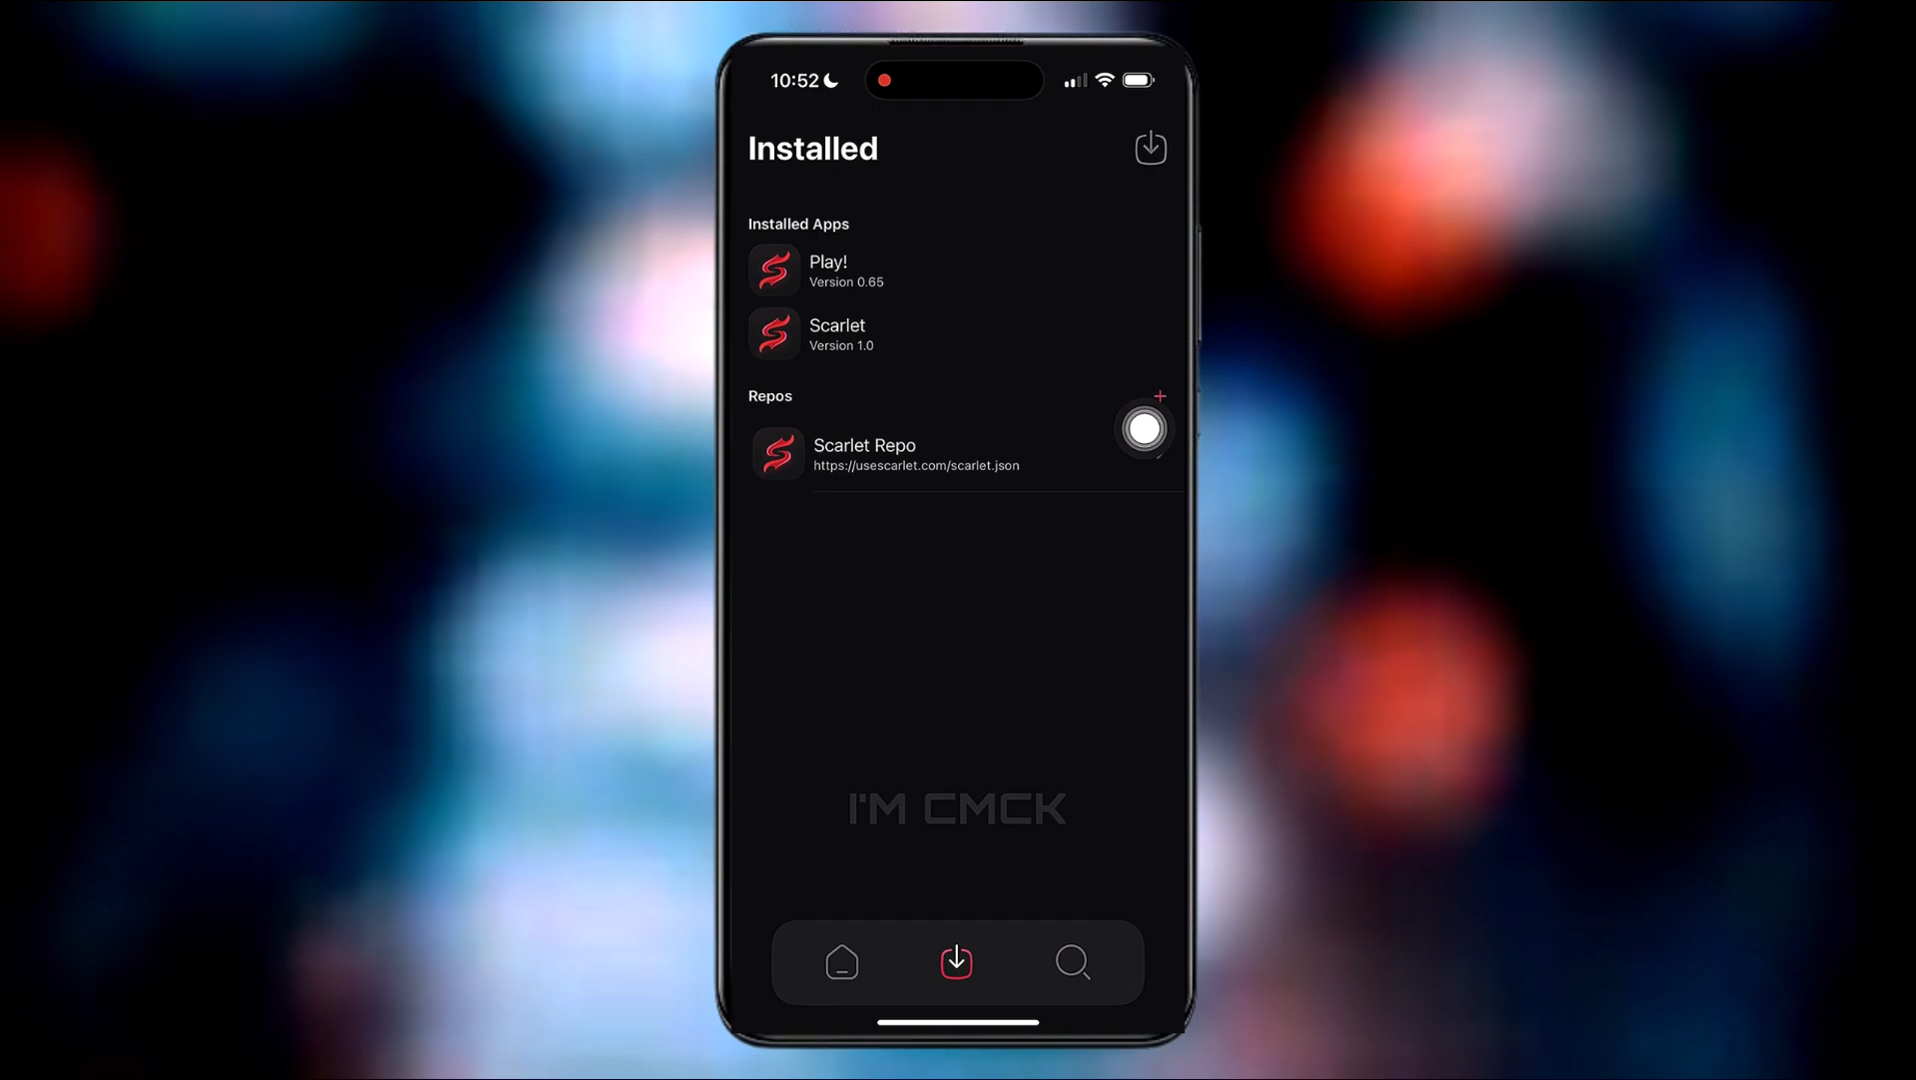 10:52
Installed
Installed Apps
Play!
Version 0.65
Scarlet
Version 1.0
Repos
+
Scarlet Repo
https://usescarlet.com/scarlet.json
I'M CMCK